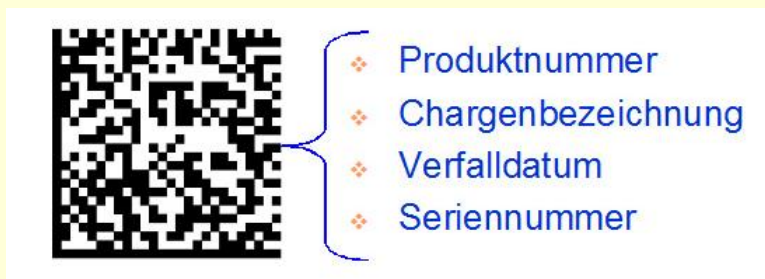 Produktnummer
Chargenbezeichnung
Verfalldatum
Seriennummer